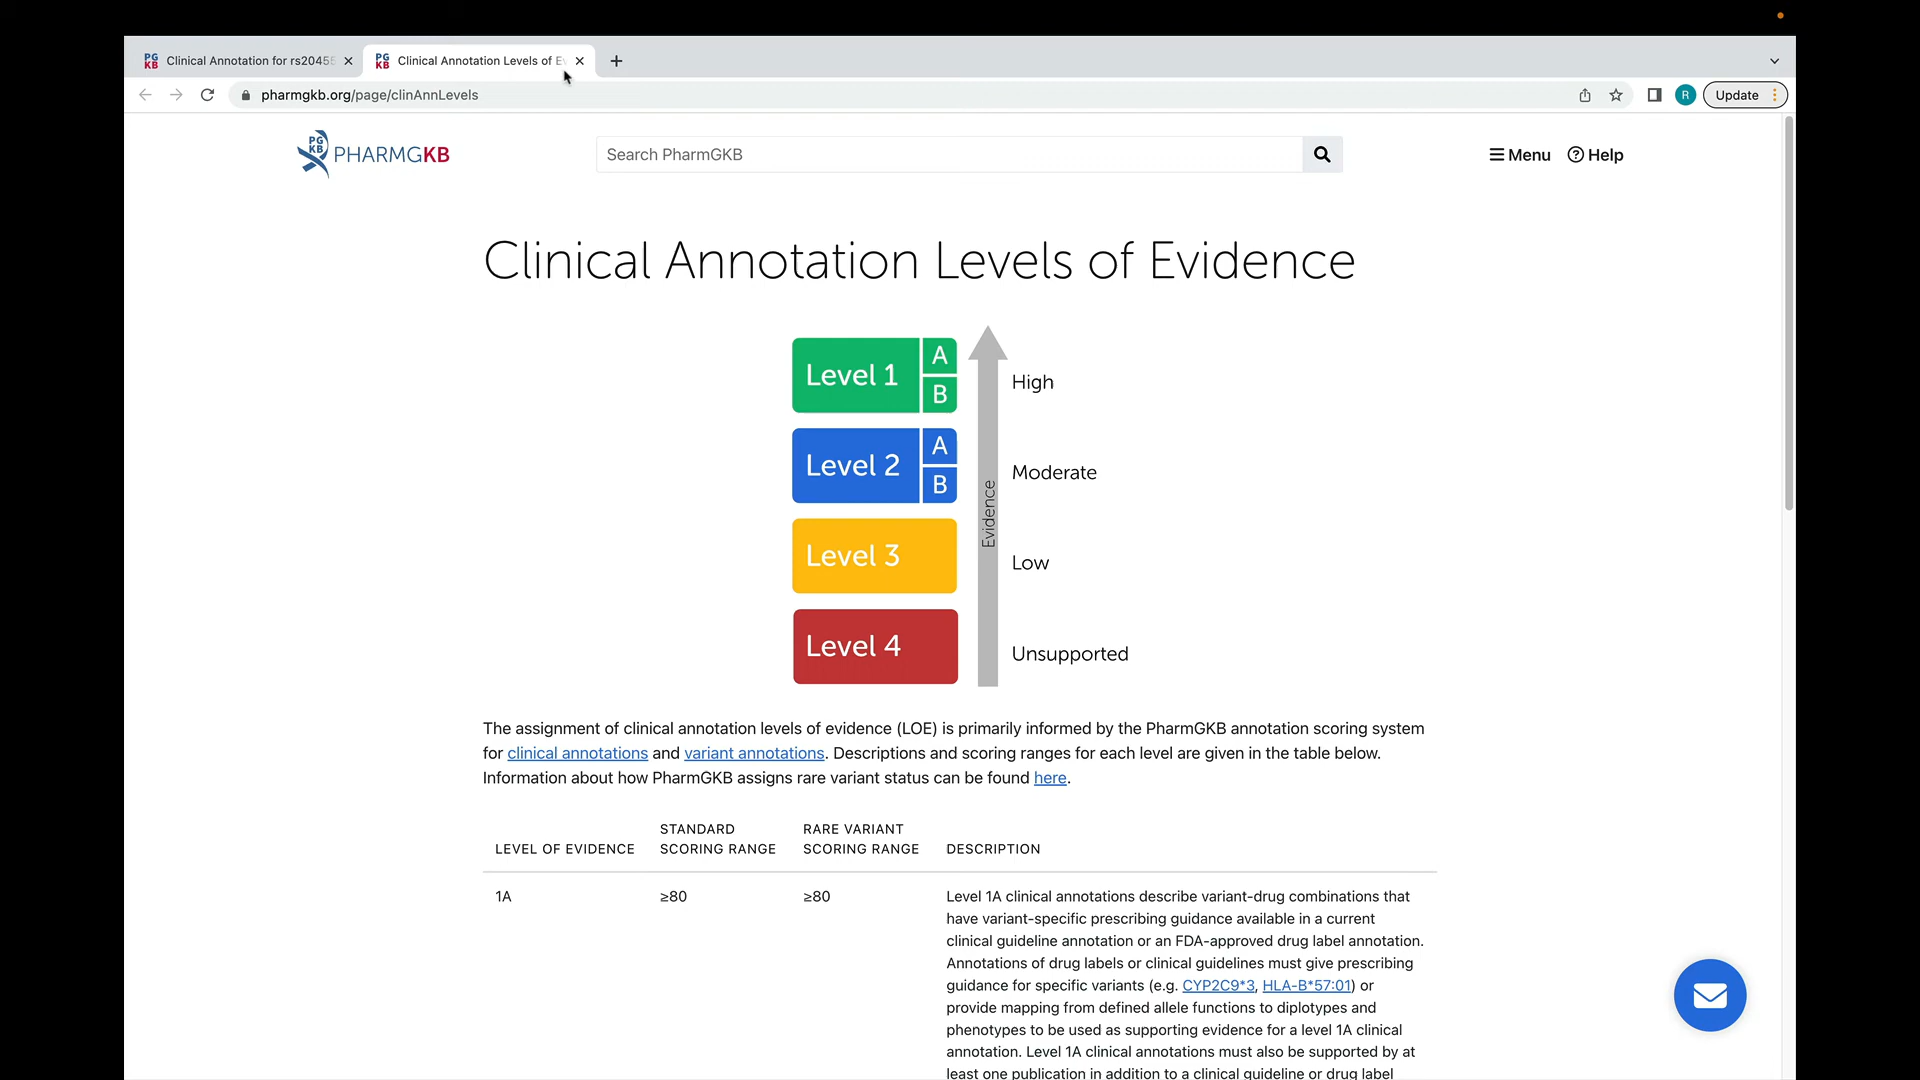 Clinical Annotation for rs2045
Clinical Annotation Levels of Ev
pharmgkb.org/page/clinAnnLevels
R
Update
PG
KB
PHARMGKB
Search PharmGKB
Menu
Help
Clinical Annotation Levels of Evidence
Level 1
A
B
High
Level 2
A
B
Moderate
Level 3
Low
Level 4
Unsupported
Evidence
The assignment of clinical annotation levels of evidence (LOE) is primarily informed by the PharmGKB annotation scoring system
for clinical annotations and variant annotations. Descriptions and scoring ranges for each level are given in the table below.
Information about how PharmGKB assigns rare variant status can be found here.
LEVEL OF EVIDENCE
STANDARD
SCORING RANGE
RARE VARIANT
SCORING RANGE
DESCRIPTION
1A
≥80
≥80
Level 1A clinical annotations describe variant-drug combinations that
have variant-specific prescribing guidance available in a current
clinical guideline annotation or an FDA-approved drug label annotation.
Annotations of drug labels or clinical guidelines must give prescribing
guidance for specific variants (e.g. CYP2C9*3, HLA-B*57:01) or
provide mapping from defined allele functions to diplotypes and
phenotypes to be used as supporting evidence for a level 1A clinical
annotation. Level 1A clinical annotations must also be supported by at
least one publication in addition to a clinical guideline or drug label